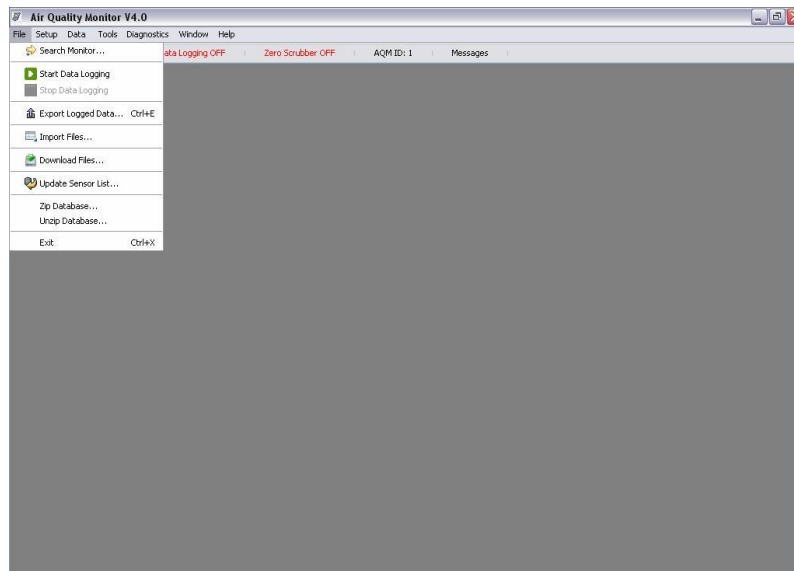 Air Quality Monitor V4.0
File Setup Data Tools Diagnostics Window Help
ata Logging OFF Zero Scrubber OFF AQM ID: 1 Messages
Search Monitor...
Start Data Logging
Stop Data Logging
Export Logged Data... Ctrl+E
Import Files...
Download Files...
Update Sensor List...
Zip Database...
Unzip Database...
Exit Ctrl+X